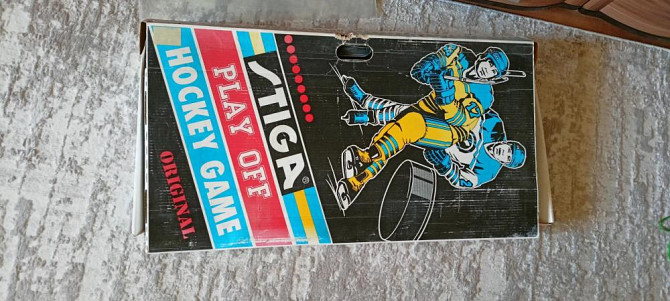 STIGA®
PLAY OFF
HOCKEY GAME
ORIGINAL